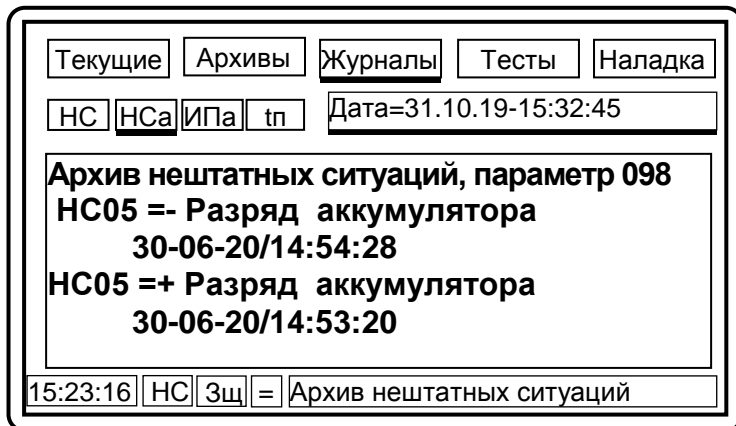 Текущие Архивы Журналы Тесты Наладка
НС НСа ИПа tп Дата=31.10.19-15:32:45
Архив нештатных ситуаций, параметр 098
НС05 =- Разряд аккумулятора
30-06-20/14:54:28
НС05 =+ Разряд аккумулятора
30-06-20/14:53:20
15:23:16 НС Зщ = Архив нештатных ситуаций